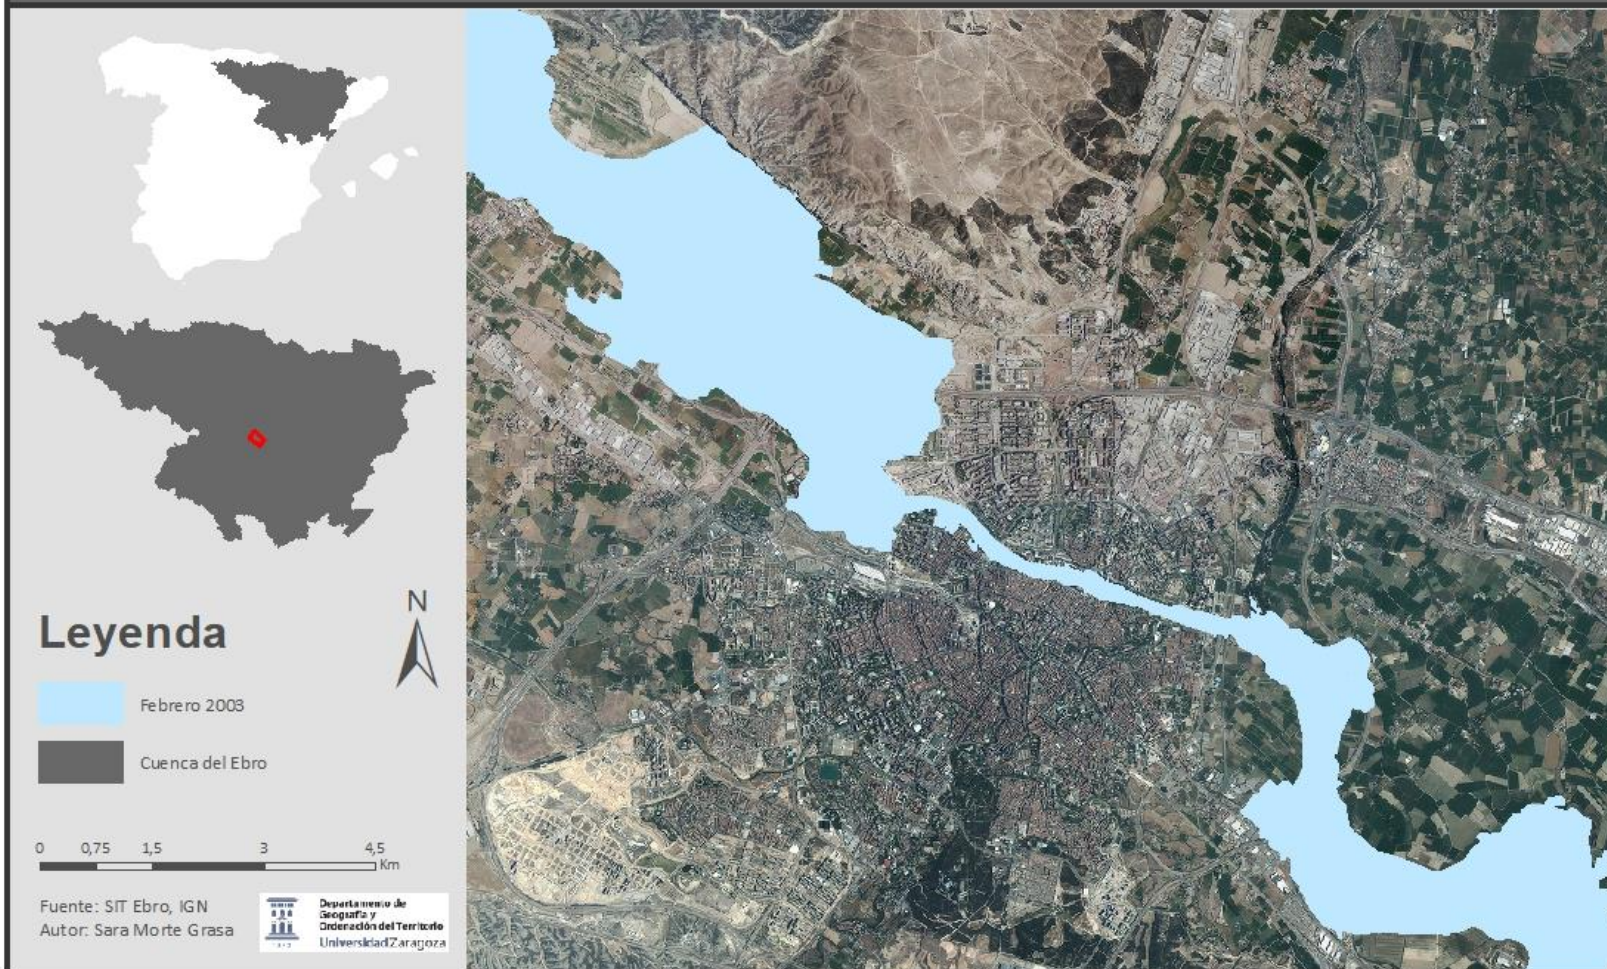 N
Leyenda
Febrero 2003
Cuenca del Ebro
0 0,75 1,5 3 4,5
Km
Fuente: SIT Ebro, IGN
Autor: Sara Morte Grasa
Departamento de
Geografía y
Ordenación del Territorio
Universidad Zaragoza